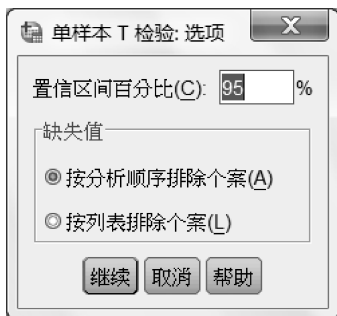 单样本 T 检验: 选项
置信区间百分比(C): 95 %
缺失值
按分析顺序排除个案(A)
按列表排除个案(L)
继续 取消 帮助